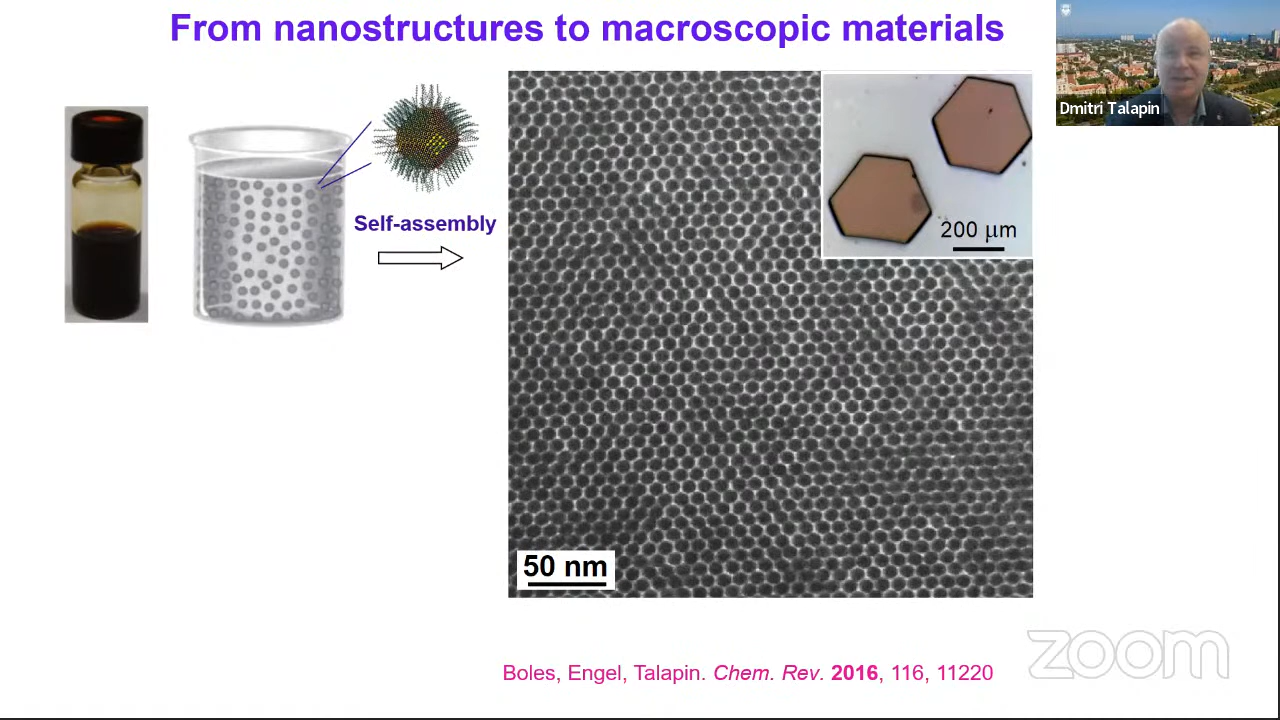 From nanostructures to macroscopic materials
Dmitri Talapin
Self-assembly
200 μm
50 nm
Boles, Engel, Talapin. Chem. Rev. 2016, 116, 11220
zoom